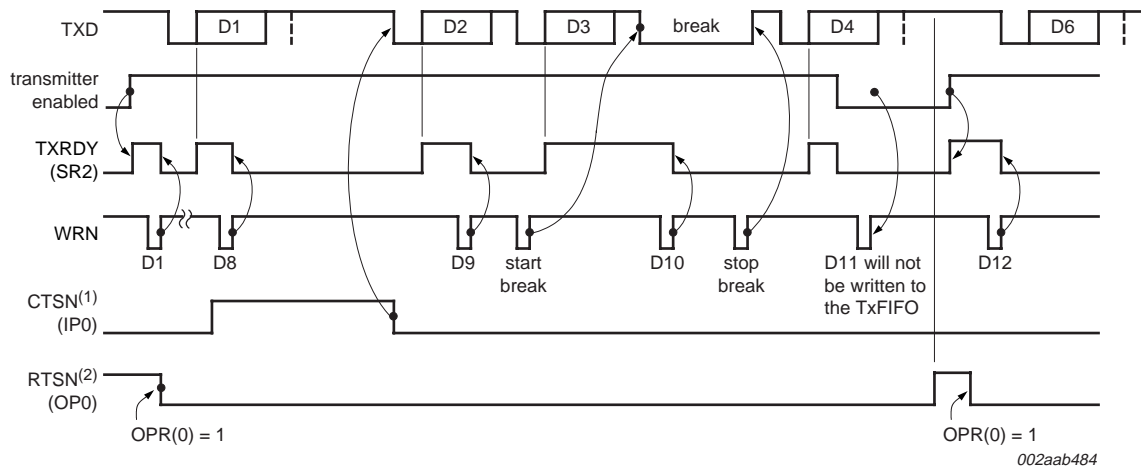 TXD
D1
D2
D3
break
D4
D6
transmitter
enabled
TXRDY
(SR2)
WRN
D1
D8
D9
start
break
D10
stop
break
D11 will not
be written to
the TxFIFO
D12
CTSN(1)
(IP0)
RTSN(2)
(OP0)
OPR(0) = 1
OPR(0) = 1
002aab484